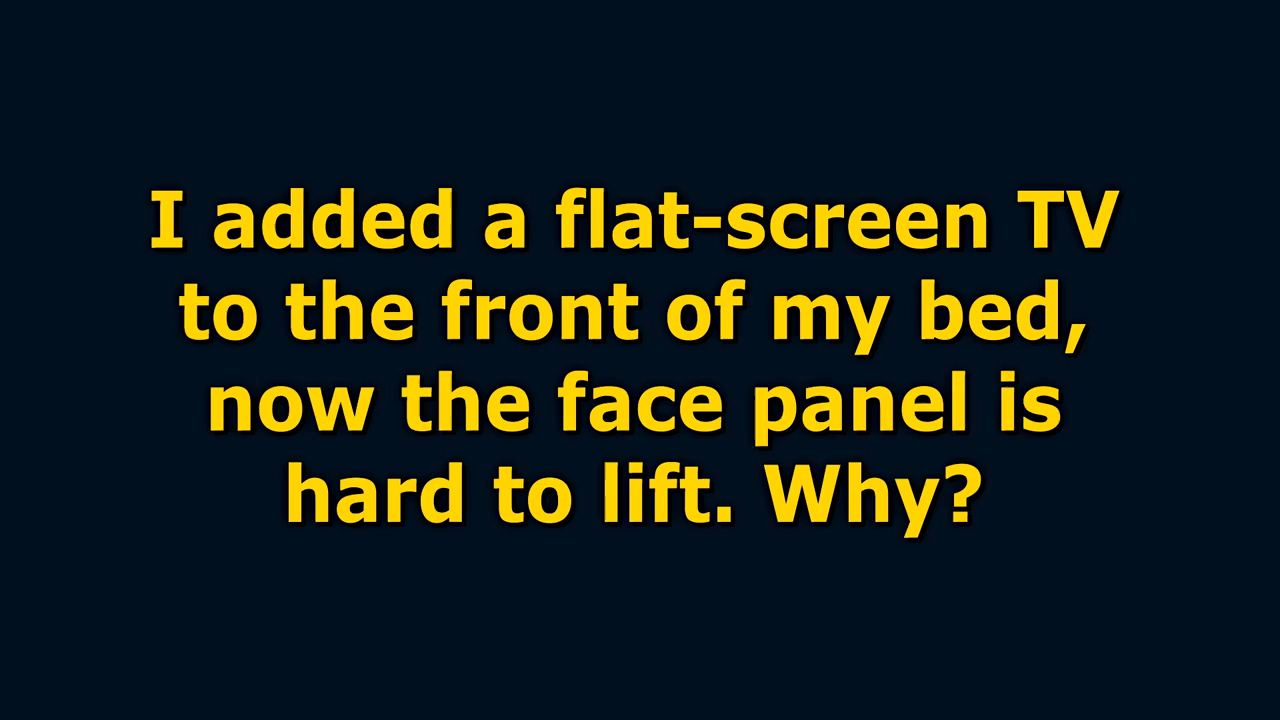 I added a flat-screen TV
to the front of my bed,
now the face panel is
hard to lift. Why?